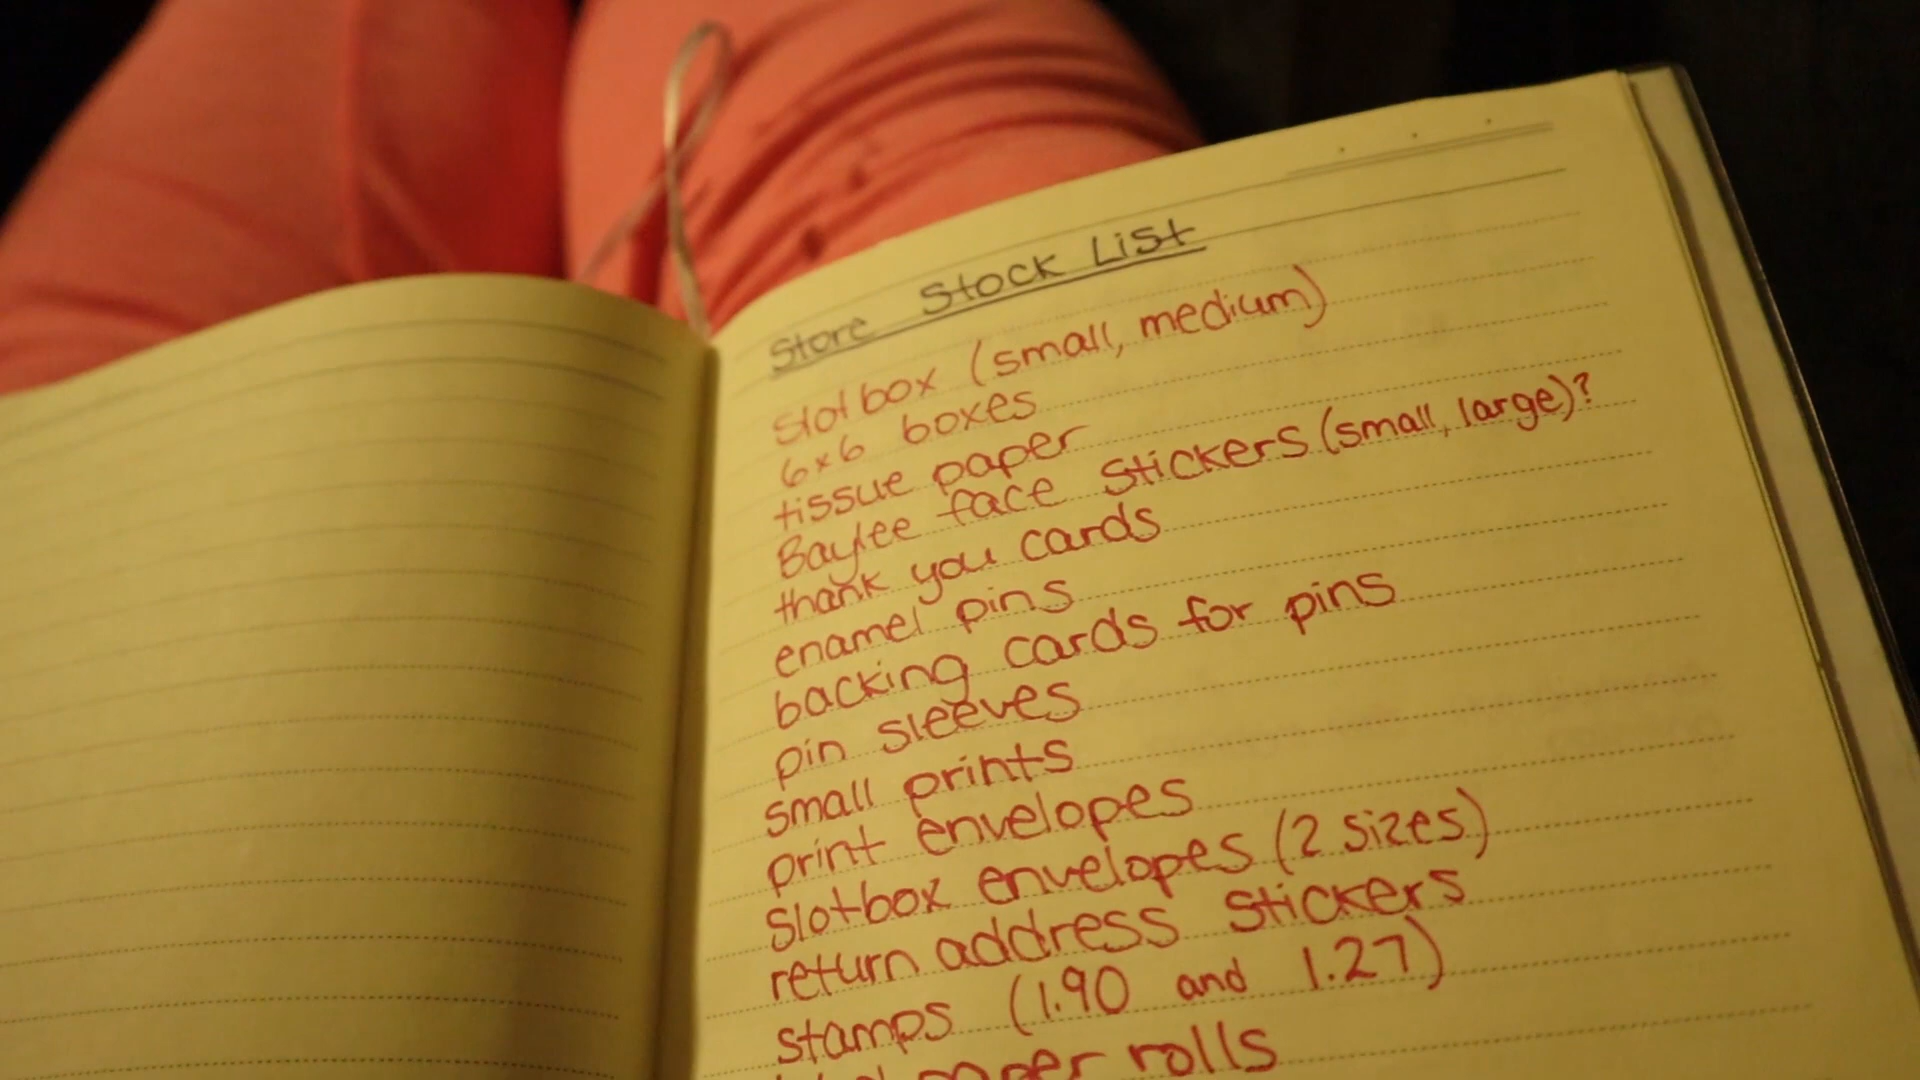 Store Stock List
slotbox (small, medium)
6x6 boxes
tissue paper
Baylee face stickers (small, large)?
thank you cards
enamel pins
backing cards for pins
pin sleeves
small prints
print envelopes
slotbox envelopes (2 sizes)
return address stickers
stamps (1.90 and 1.27)
paper rolls